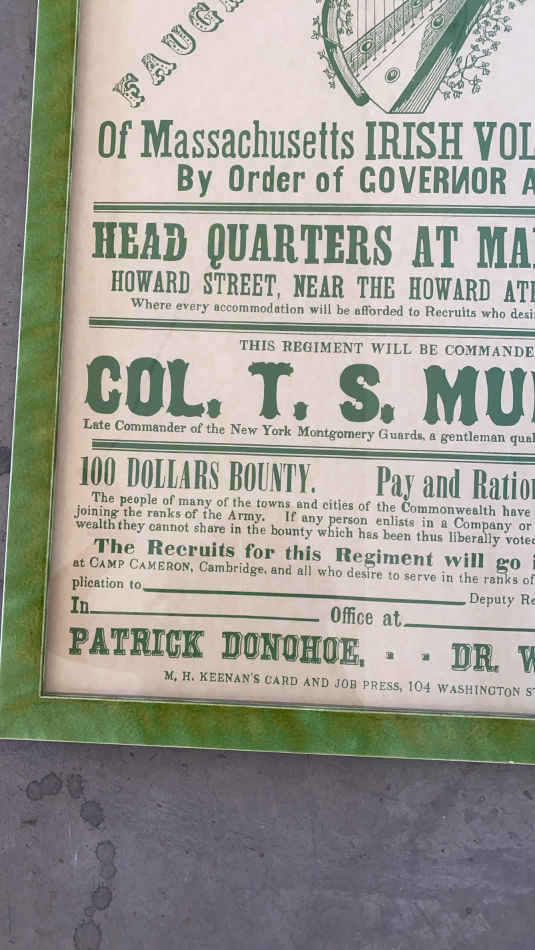 FAUGH
Of Massachusetts IRISH VOL
By Order of GOVERNOR A
HEAD QUARTERS AT MA
HOWARD STREET, NEAR THE HOWARD ATH
Where every accommodation will be afforded to Recruits who desi
THIS REGIMENT WILL BE COMMANDE
COL. T. S. MU
Late Commander of the New York Montgomery Guards, a gentleman qual
100 DOLLARS BOUNTY. Pay and Ration
The people of many of the towns and cities of the Commonwealth have
joining the ranks of the Army. If any person enlists in a Company or
wealth they cannot share in the bounty which has been thus liberally voted
The Recruits for this Regiment will go i
at CAMP CAMERON, Cambridge, and all who desire to serve in the ranks of
plication to Deputy Re
In Office at
PATRICK DONOHOE, - - DR. W
M. H. KEENAN'S CARD AND JOB PRESS, 104 WASHINGTON ST